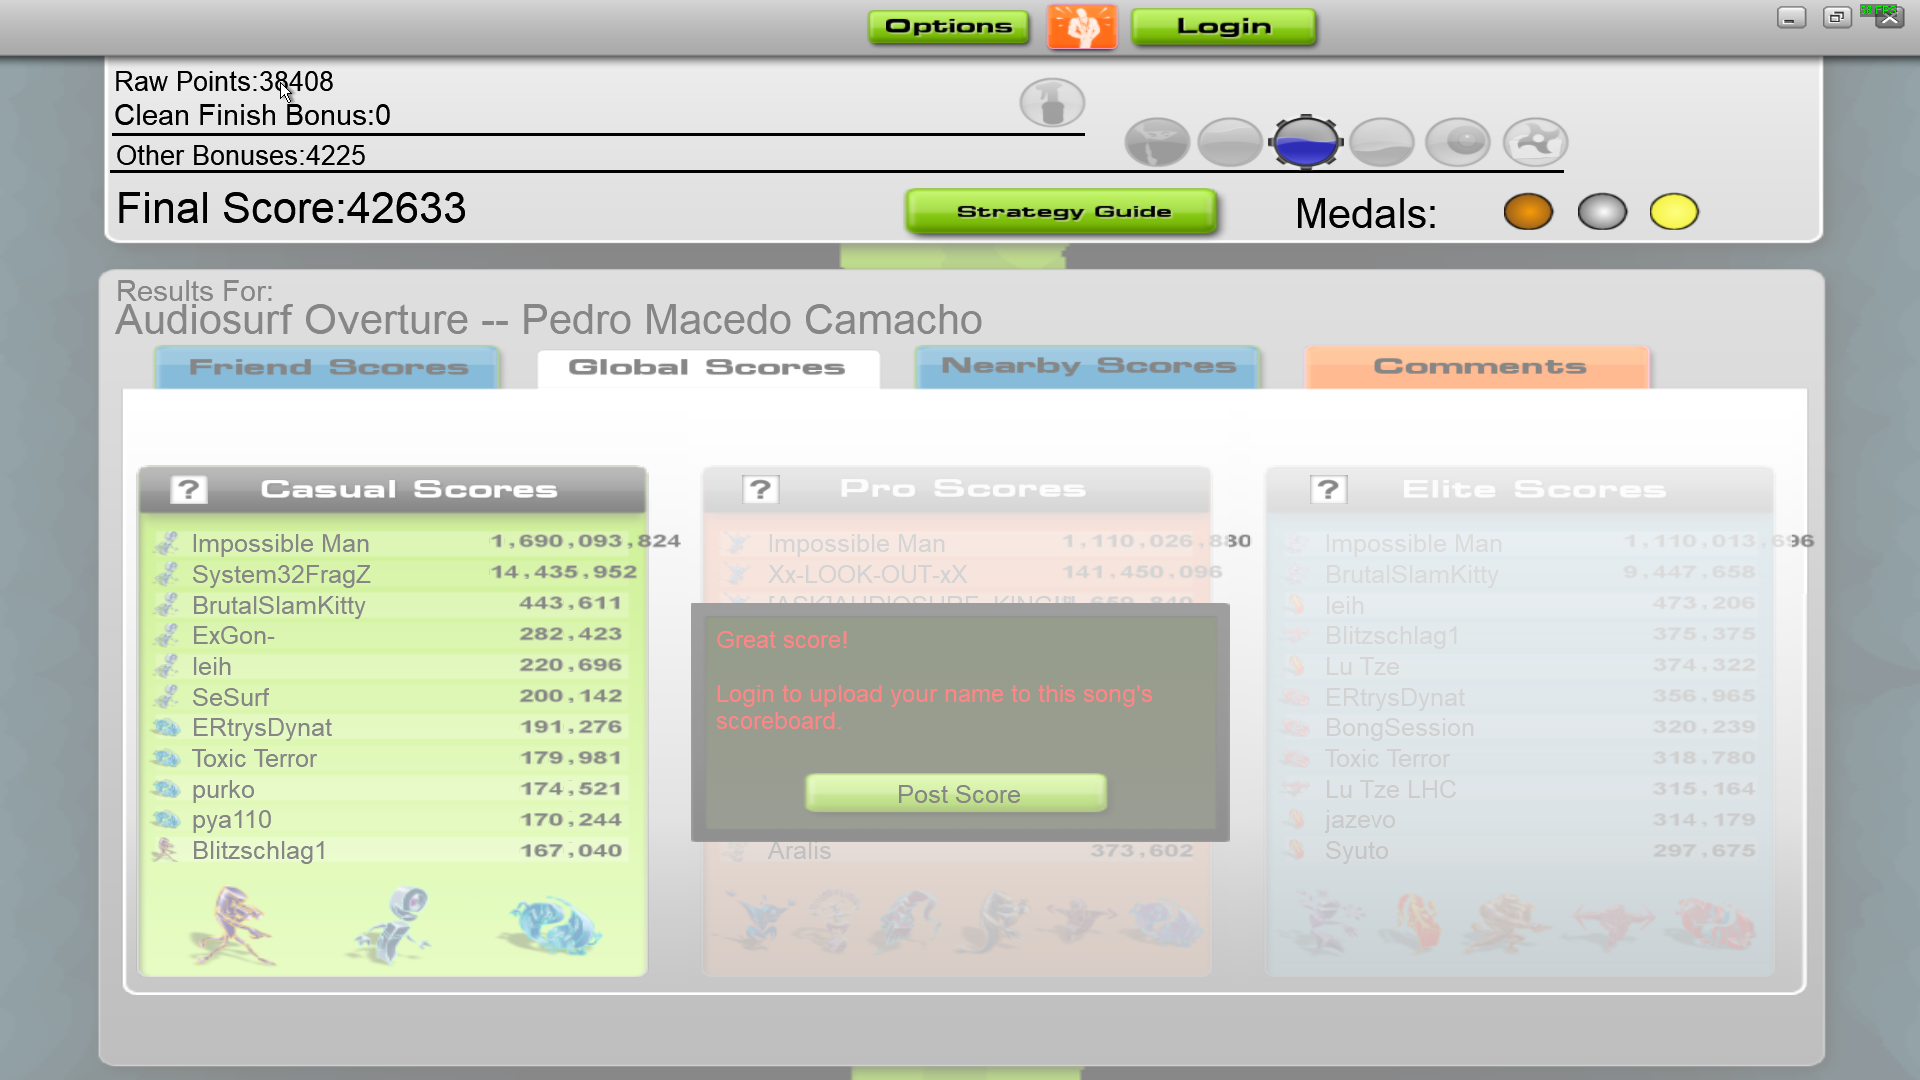 Options
Login
Raw Points:38408
Clean Finish Bonus:0
Other Bonuses:4225
Final Score:42633
Strategy Guide
Medals:
Results For:
Audiosurf Overture -- Pedro Macedo Camacho
Friend Scores
Global Scores
Nearby Scores
Comments
? Casual Scores
Impossible Man 1,690,093,824
System32FragZ 14,435,952
BrutalSlamKitty 443,611
ExGon- 282,423
leih 220,696
SeSurf 200,142
ERtrysDynat 191,276
Toxic Terror 179,981
purko 174,521
pya110 170,244
Blitzschlag1 167,040
? Pro Scores
Impossible Man 1,110,026,880
Xx-LOOK-OUT-xX 141,450,096
Great score!
Login to upload your name to this song's
scoreboard.
Post Score
Aralis 373,602
? Elite Scores
Impossible Man 1,110,013,696
BrutalSlamKitty 9,447,658
leih 473,206
Blitzschlag1 375,375
Lu Tze 374,322
ERtrysDynat 356,965
BongSession 320,239
Toxic Terror 318,780
Lu Tze LHC 315,164
jazevo 314,179
Syuto 297,675